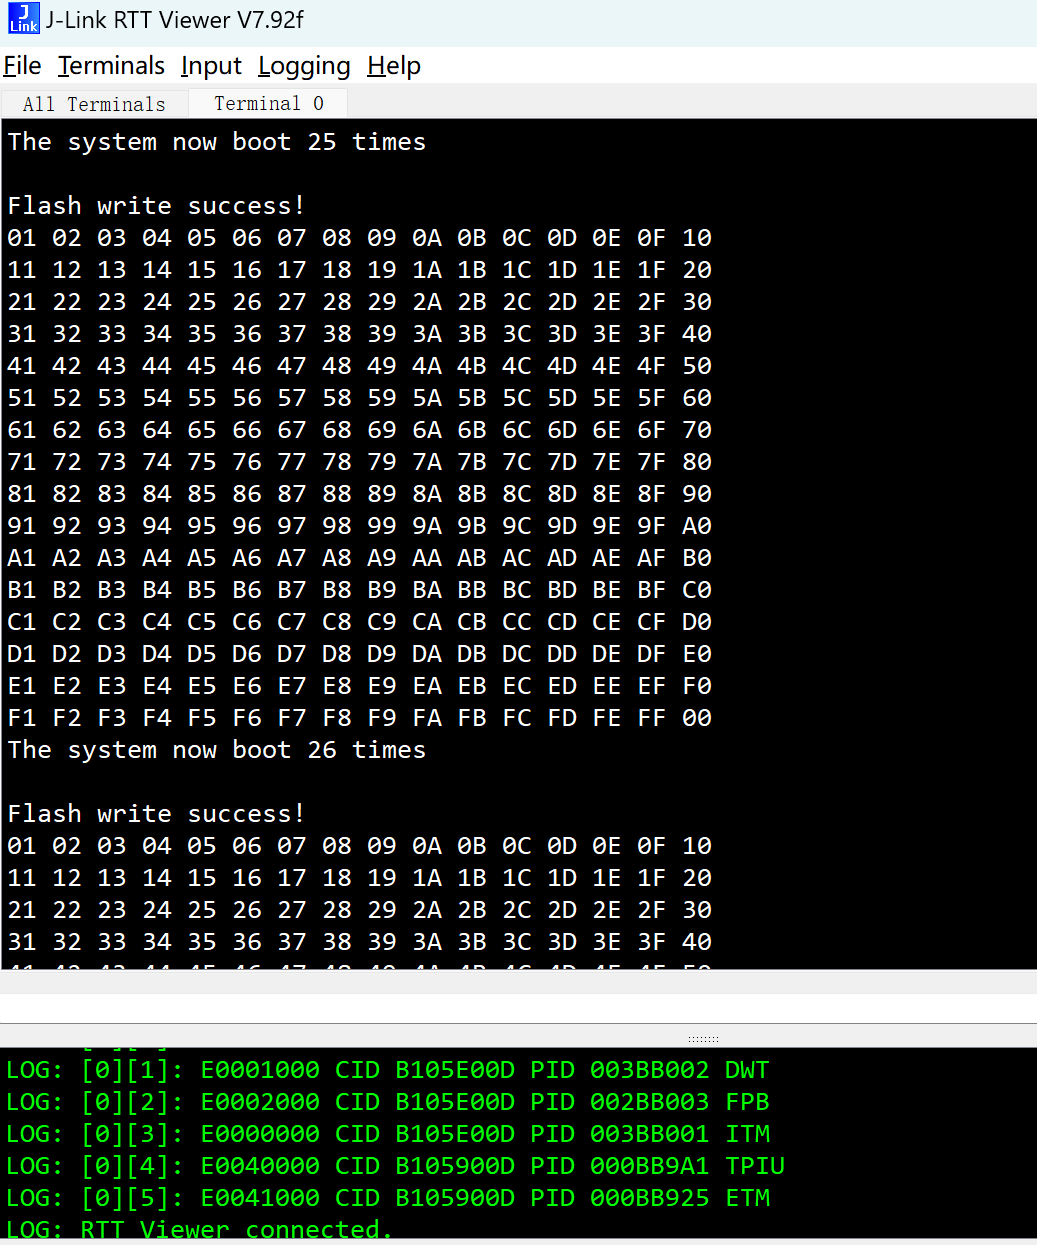 J Link J-Link RTT Viewer V7.92f
File Terminals Input Logging Help
All Terminals Terminal 0
The system now boot 25 times
Flash write success!
01 02 03 04 05 06 07 08 09 0A 0B 0C 0D 0E 0F 10
11 12 13 14 15 16 17 18 19 1A 1B 1C 1D 1E 1F 20
21 22 23 24 25 26 27 28 29 2A 2B 2C 2D 2E 2F 30
31 32 33 34 35 36 37 38 39 3A 3B 3C 3D 3E 3F 40
41 42 43 44 45 46 47 48 49 4A 4B 4C 4D 4E 4F 50
51 52 53 54 55 56 57 58 59 5A 5B 5C 5D 5E 5F 60
61 62 63 64 65 66 67 68 69 6A 6B 6C 6D 6E 6F 70
71 72 73 74 75 76 77 78 79 7A 7B 7C 7D 7E 7F 80
81 82 83 84 85 86 87 88 89 8A 8B 8C 8D 8E 8F 90
91 92 93 94 95 96 97 98 99 9A 9B 9C 9D 9E 9F A0
A1 A2 A3 A4 A5 A6 A7 A8 A9 AA AB AC AD AE AF B0
B1 B2 B3 B4 B5 B6 B7 B8 B9 BA BB BC BD BE BF C0
C1 C2 C3 C4 C5 C6 C7 C8 C9 CA CB CC CD CE CF D0
D1 D2 D3 D4 D5 D6 D7 D8 D9 DA DB DC DD DE DF E0
E1 E2 E3 E4 E5 E6 E7 E8 E9 EA EB EC ED EE EF F0
F1 F2 F3 F4 F5 F6 F7 F8 F9 FA FB FC FD FE FF 00
The system now boot 26 times
Flash write success!
01 02 03 04 05 06 07 08 09 0A 0B 0C 0D 0E 0F 10
11 12 13 14 15 16 17 18 19 1A 1B 1C 1D 1E 1F 20
21 22 23 24 25 26 27 28 29 2A 2B 2C 2D 2E 2F 30
31 32 33 34 35 36 37 38 39 3A 3B 3C 3D 3E 3F 40
LOG: [0][1]: E0001000 CID B105E00D PID 003BB002 DWT
LOG: [0][2]: E0002000 CID B105E00D PID 002BB003 FPB
LOG: [0][3]: E0000000 CID B105E00D PID 003BB001 ITM
LOG: [0][4]: E0040000 CID B105900D PID 000BB9A1 TPIU
LOG: [0][5]: E0041000 CID B105900D PID 000BB925 ETM
LOG: RTT Viewer connected.